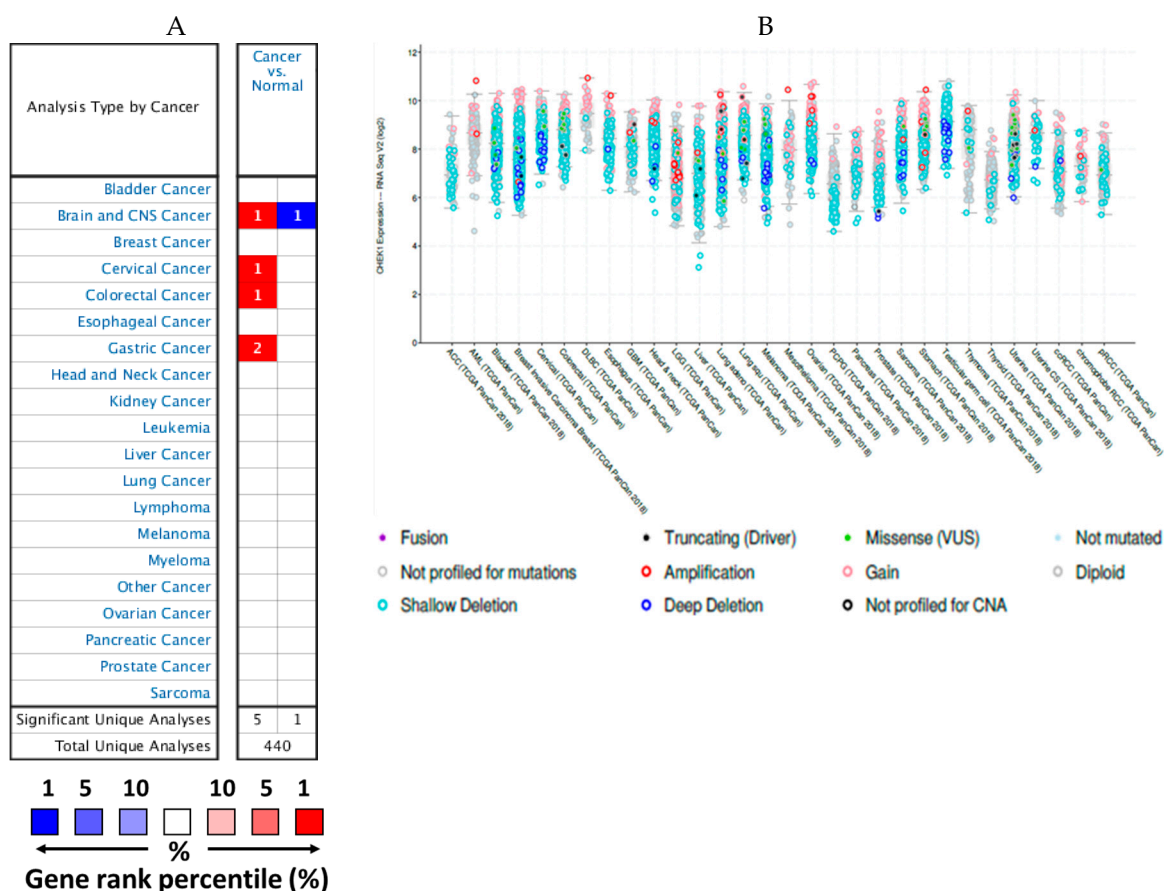 A
Analysis Type by Cancer
Cancer
vs.
Normal
Bladder Cancer
Brain and CNS Cancer 1 1
Breast Cancer
Cervical Cancer 1
Colorectal Cancer 1
Esophageal Cancer
Gastric Cancer 2
Head and Neck Cancer
Kidney Cancer
Leukemia
Liver Cancer
Lung Cancer
Lymphoma
Melanoma
Myeloma
Other Cancer
Ovarian Cancer
Pancreatic Cancer
Prostate Cancer
Sarcoma
Significant Unique Analyses 5 1
Total Unique Analyses 440
1 5 10 10 5 1
%
Gene rank percentile (%)
B
CHEK1 Expression --- RNA Seq V2 (log2)
12
10
8
6
4
2
0
ACC (TCGA PanCan 2018)
AML (TCGA PanCan)
Bladder (TCGA PanCan 2018)
Breast Invasive Carcinoma Breast (TCGA PanCan 2018)
Cervical (TCGA PanCan)
Colorectal (TCGA PanCan)
DLBC (TCGA PanCan)
Esophagus (TCGA PanCan)
GBM (TCGA PanCan)
Head & neck (TCGA PanCan)
LGG (TCGA PanCan)
Liver (TCGA PanCan)
Lung adeno (TCGA PanCan 2018)
Lung squ (TCGA PanCan 2018)
Melanoma (TCGA PanCan 2018)
Mesothelioma (TCGA PanCan 2018)
Ovarian (TCGA PanCan 2018)
PCPG (TCGA PanCan 2018)
Pancreas (TCGA PanCan 2018)
Prostate (TCGA PanCan 2018)
Sarcoma (TCGA PanCan 2018)
Stomach (TCGA PanCan 2018)
Testicular germ cell (TCGA PanCan 2018)
Thymoma (TCGA PanCan 2018)
Thyroid (TCGA PanCan 2018)
Uterine (TCGA PanCan 2018)
Uterine CS (TCGA PanCan 2018)
ccRCC (TCGA PanCan)
chromophobe RCC (TCGA PanCan)
pRCC (TCGA PanCan)
Fusion Truncating (Driver) Missense (VUS) Not mutated
Not profiled for mutations Amplification Gain Diploid
Shallow Deletion Deep Deletion Not profiled for CNA